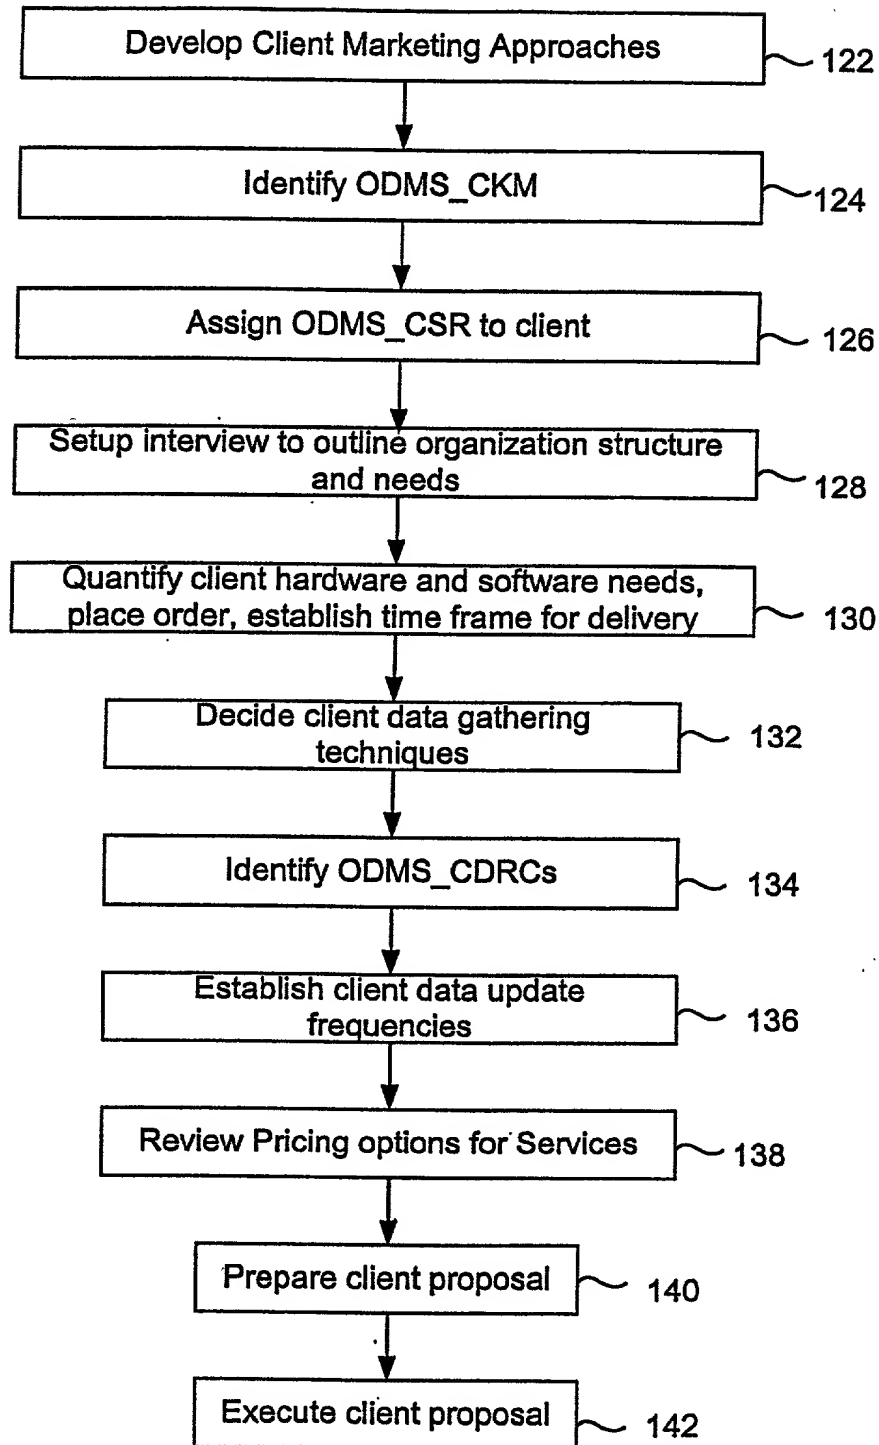 Develop Client Marketing Approaches
122
Identify ODMS_CKM
124
Assign ODMS_CSR to client
126
Setup interview to outline organization structure
and needs
128
Quantify client hardware and software needs,
place order, establish time frame for delivery
130
Decide client data gathering
techniques
132
Identify ODMS_CDRCs
134
Establish client data update
frequencies
136
Review Pricing options for Services
138
Prepare client proposal
140
Execute client proposal
142